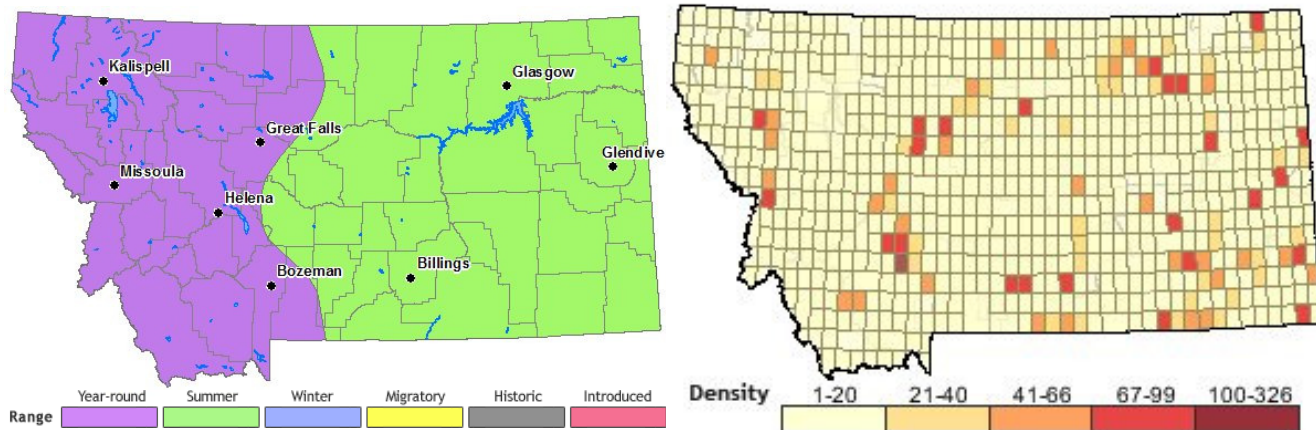 Kalispell
Glasgow
Great Falls
Glendive
Missoula
Helena
Bozeman
Billings
Range
Year-round
Summer
Winter
Migratory
Historic
Introduced
Density
1-20
21-40
41-66
67-99
100-326